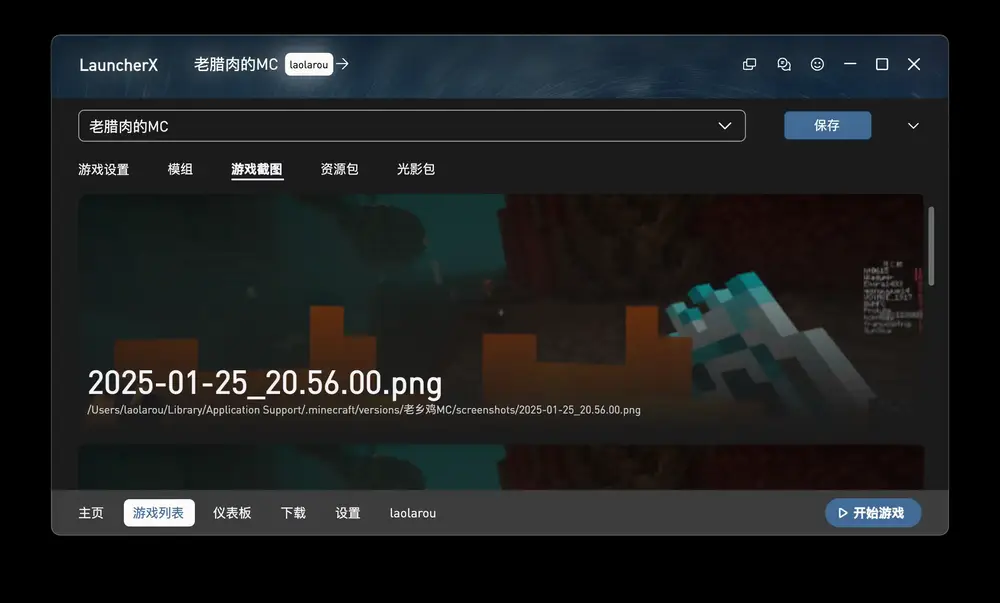 LauncherX
老腊肉的MC
laolarou
老腊肉的MC
保存
游戏设置
模组
游戏截图
资源包
光影包
2025-01-25_20.56.00.png
/Users/laolarou/Library/Application Support/.minecraft/versions/老乡鸡MC/screenshots/2025-01-25_20.56.00.png
主页
游戏列表
仪表板
下载
设置
laolarou
开始游戏